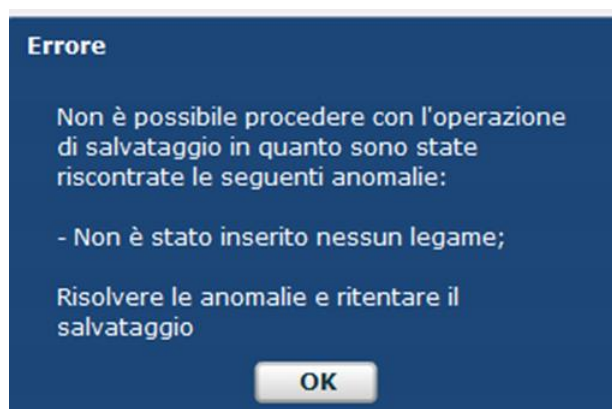 Errore
Non è possibile procedere con l'operazione
di salvataggio in quanto sono state
riscontrate le seguenti anomalie:
- Non è stato inserito nessun legame;
Risolvere le anomalie e ritentare il
salvataggio
OK